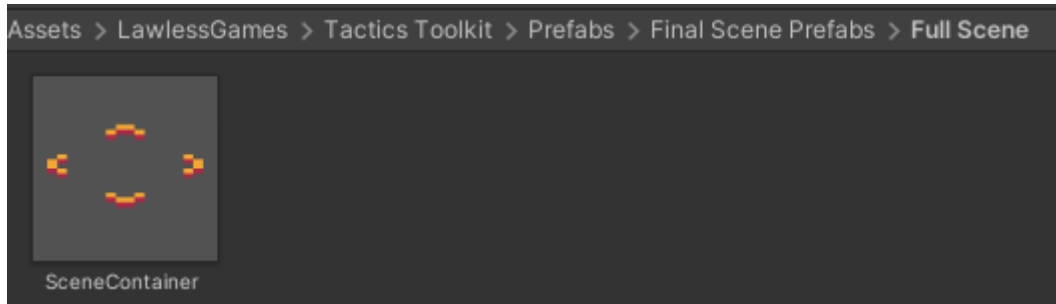 Assets > LawlessGames > Tactics Toolkit > Prefabs > Final Scene Prefabs > Full Scene
SceneContainer